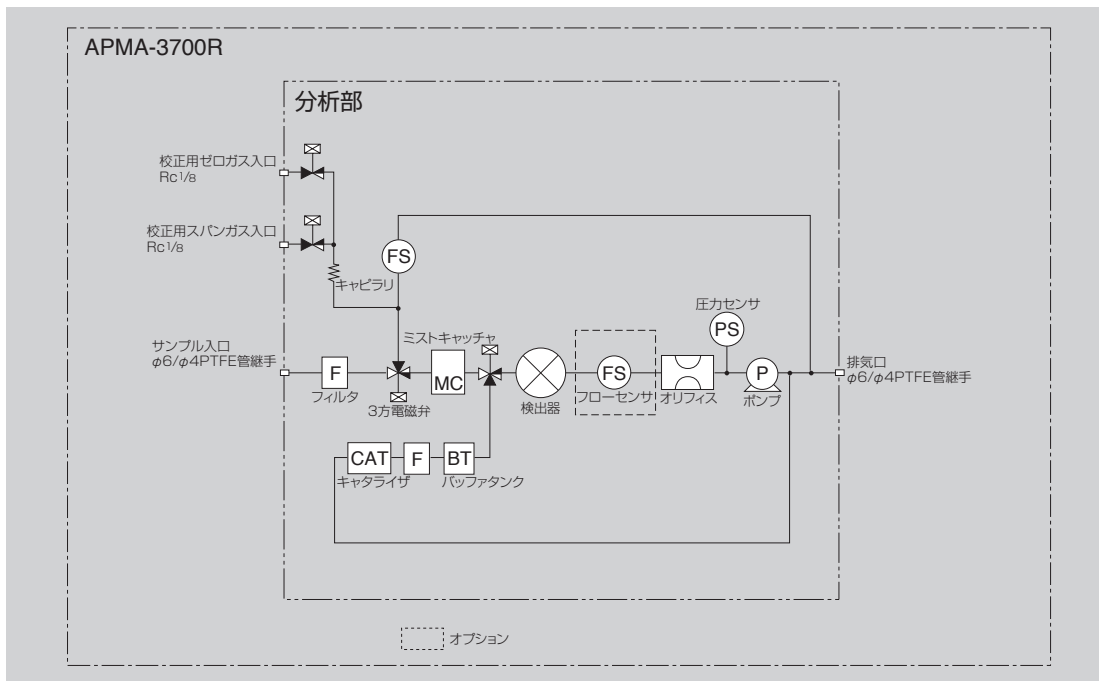 APMA-3700R
分析部
校正用ゼロガス入口
Rc1/8
校正用スパンガス入口
Rc1/8
FS
キャピラリ
圧力センサ
PS
サンプル入口
φ6/φ4PTFE管継手
ミストキャッチャ
F
MC
FS
P
排気口
φ6/φ4PTFE管継手
フィルタ
3方電磁弁
検出器
フローセンサ
オリフィス
ポンプ
CAT
F
BT
キャタライザ
バッファタンク
オプション